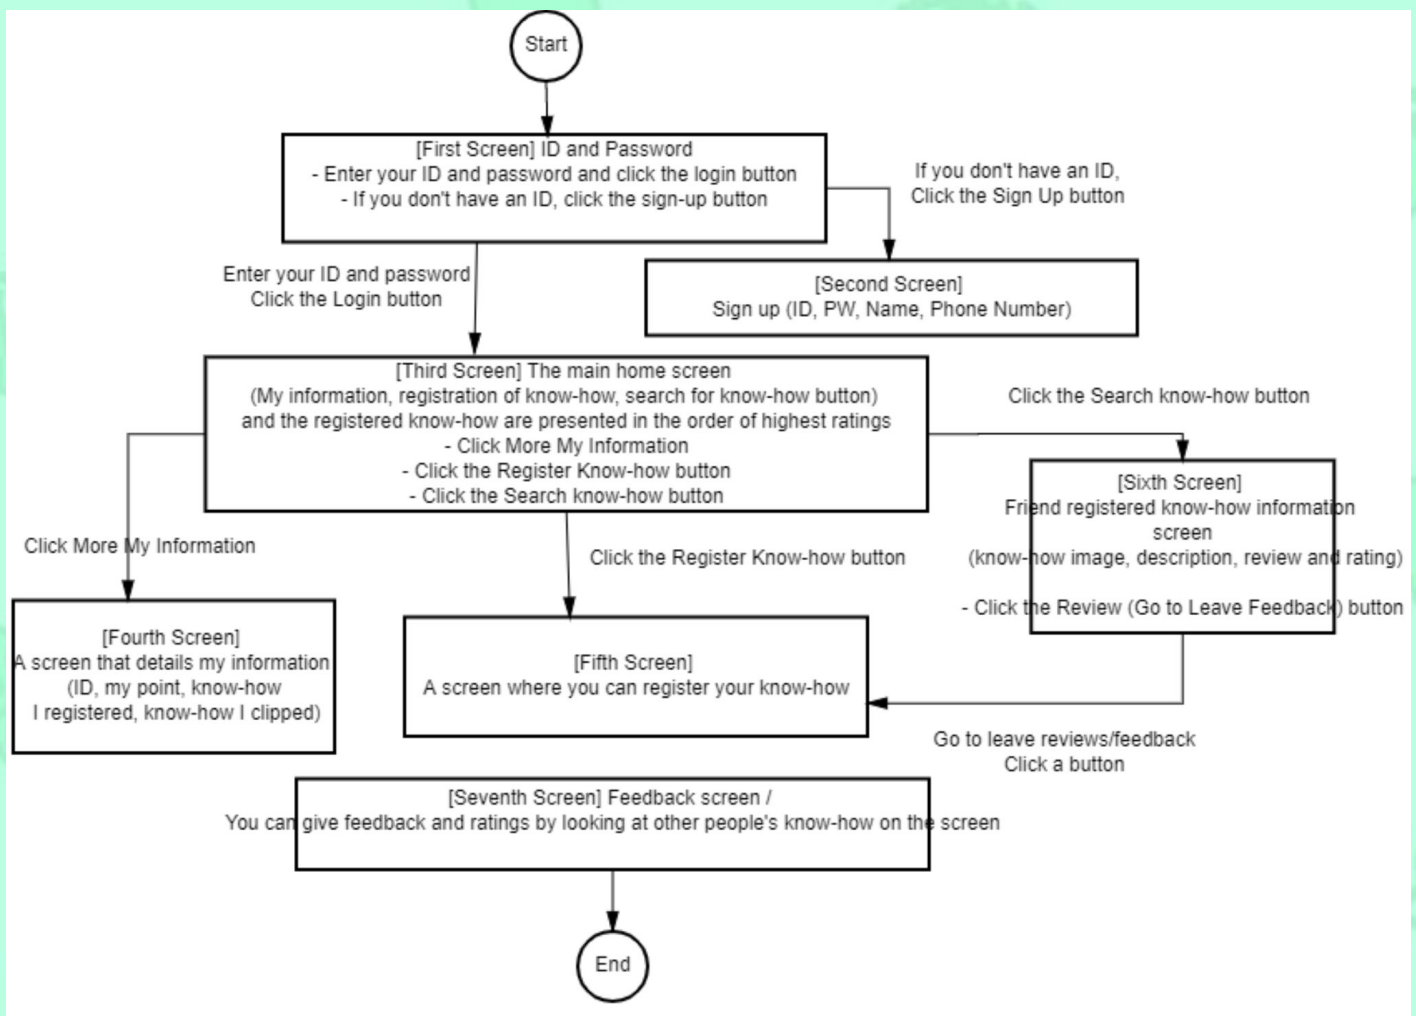 Start
[First Screen] ID and Password
- Enter your ID and password and click the login button
- If you don't have an ID, click the sign-up button
If you don't have an ID,
Click the Sign Up button
Enter your ID and password
Click the Login button
[Second Screen]
Sign up (ID, PW, Name, Phone Number)
[Third Screen] The main home screen
(My information, registration of know-how, search for know-how button)
and the registered know-how are presented in the order of highest ratings
- Click More My Information
- Click the Register Know-how button
- Click the Search know-how button
Click the Search know-how button
Click More My Information
Click the Register Know-how button
[Sixth Screen]
Friend registered know-how information
screen
(know-how image, description, review and rating)
- Click the Review (Go to Leave Feedback) button
[Fourth Screen]
A screen that details my information
(ID, my point, know-how
I registered, know-how I clipped)
[Fifth Screen]
A screen where you can register your know-how
Go to leave reviews/feedback
Click a button
[Seventh Screen] Feedback screen /
You can give feedback and ratings by looking at other people's know-how on the screen
End